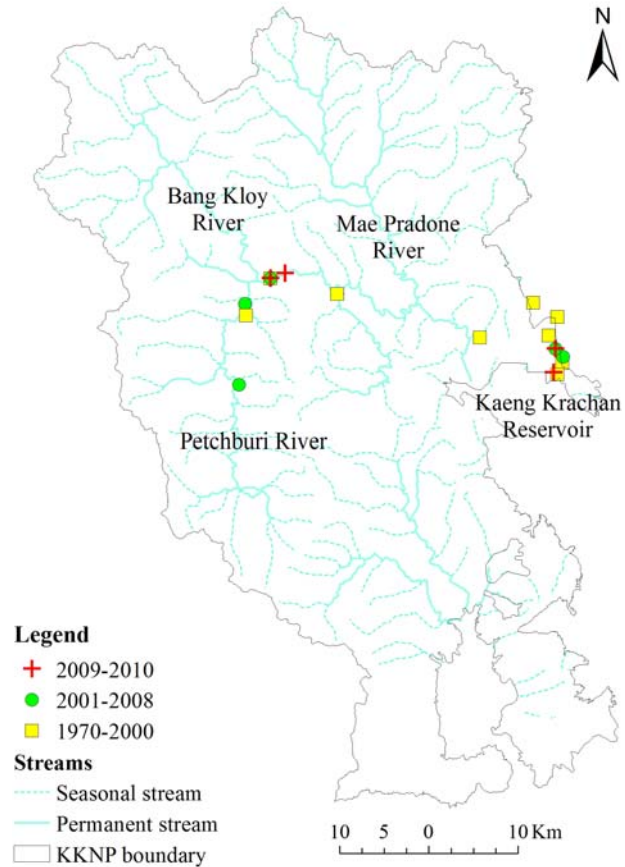 N
Bang Kloy
River
Mae Pradone
River
Kaeng Krachan
Reservoir
Petchburi River
Legend
2009-2010
2001-2008
1970-2000
Streams
Seasonal stream
Permanent stream
KKNP boundary
10 5 0 10 Km